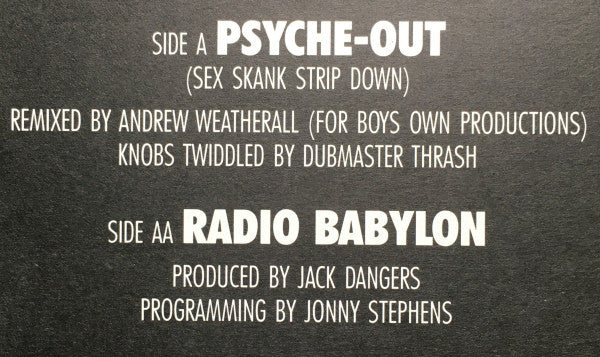 SIDE A PSYCHE-OUT
(SEX SKANK STRIP DOWN)
REMIXED BY ANDREW WEATHERALL (FOR BOYS OWN PRODUCTIONS)
KNOBS TWIDDLED BY DUBMASTER THRASH
SIDE AA RADIO BABYLON
PRODUCED BY JACK DANGERS
PROGRAMMING BY JONNY STEPHENS